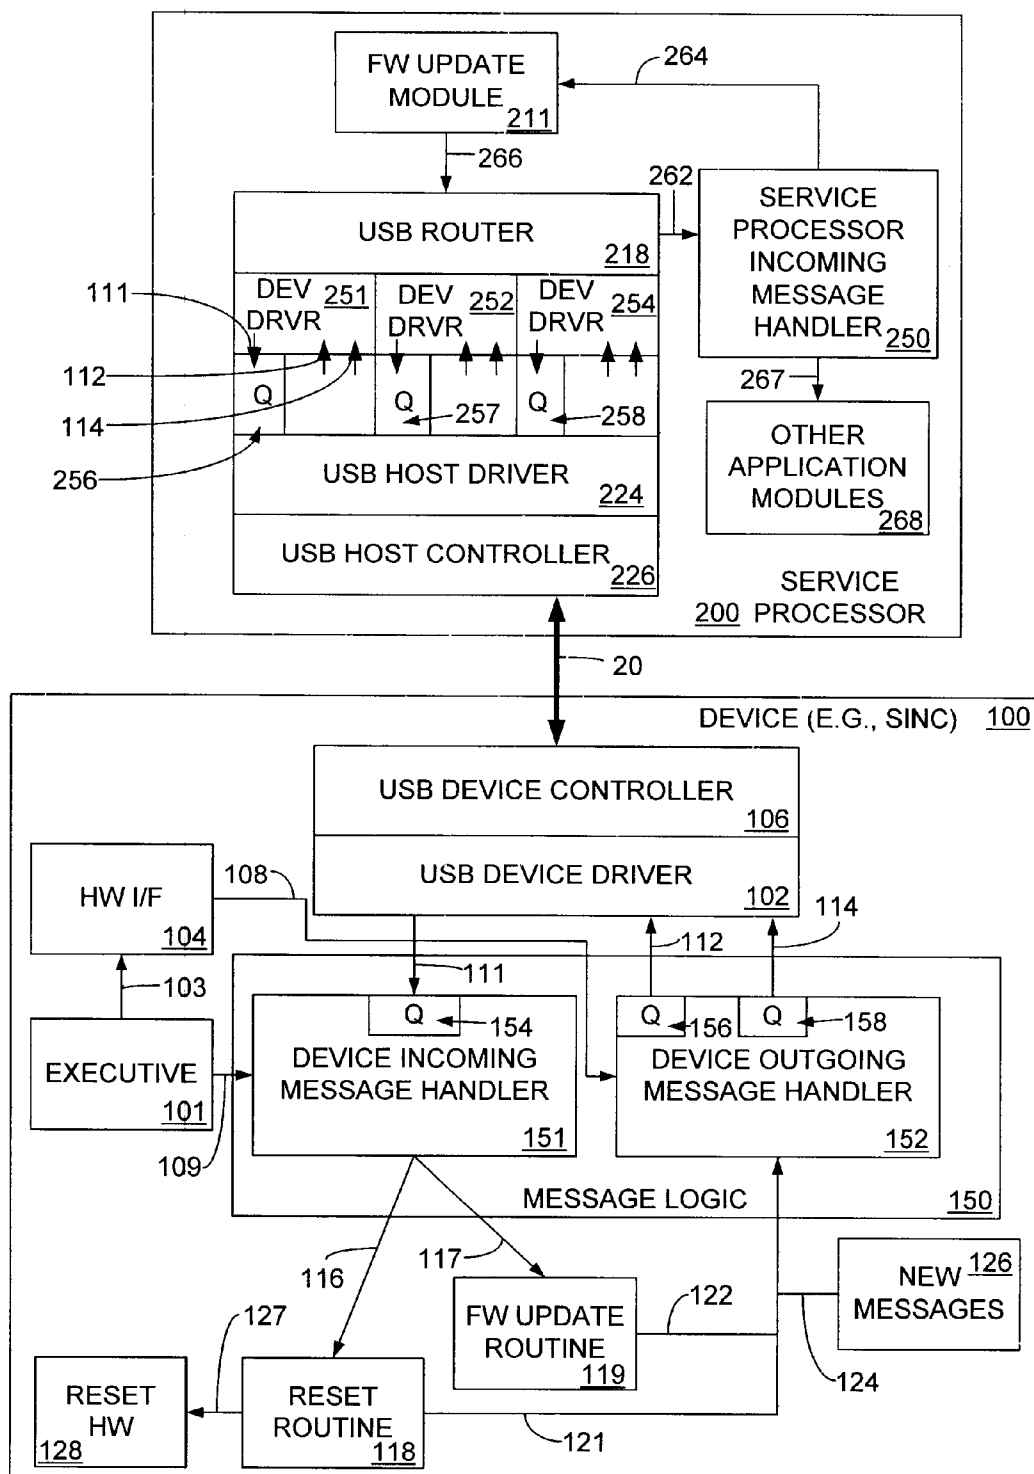 FW UPDATE
MODULE
211
264
266
262
USB ROUTER
218
SERVICE
PROCESSOR
INCOMING
MESSAGE
HANDLER
250
111
DEV
DRVR
251
DEV
DRVR
252
DEV
DRVR
254
112
Q
Q
257
Q
258
114
256
267
USB HOST DRIVER
224
OTHER
APPLICATION
MODULES
268
USB HOST CONTROLLER
226
SERVICE
200 PROCESSOR
20
DEVICE (E.G., SINC) 100
USB DEVICE CONTROLLER
106
USB DEVICE DRIVER
102
HW I/F
104
108
103
111
112
114
EXECUTIVE
101
109
Q
154
DEVICE INCOMING
MESSAGE HANDLER
151
Q
156
Q
158
DEVICE OUTGOING
MESSAGE HANDLER
152
MESSAGE LOGIC
150
116
117
FW UPDATE
ROUTINE
119
122
NEW 126
MESSAGES
124
127
RESET
HW
128
RESET
ROUTINE
118
121